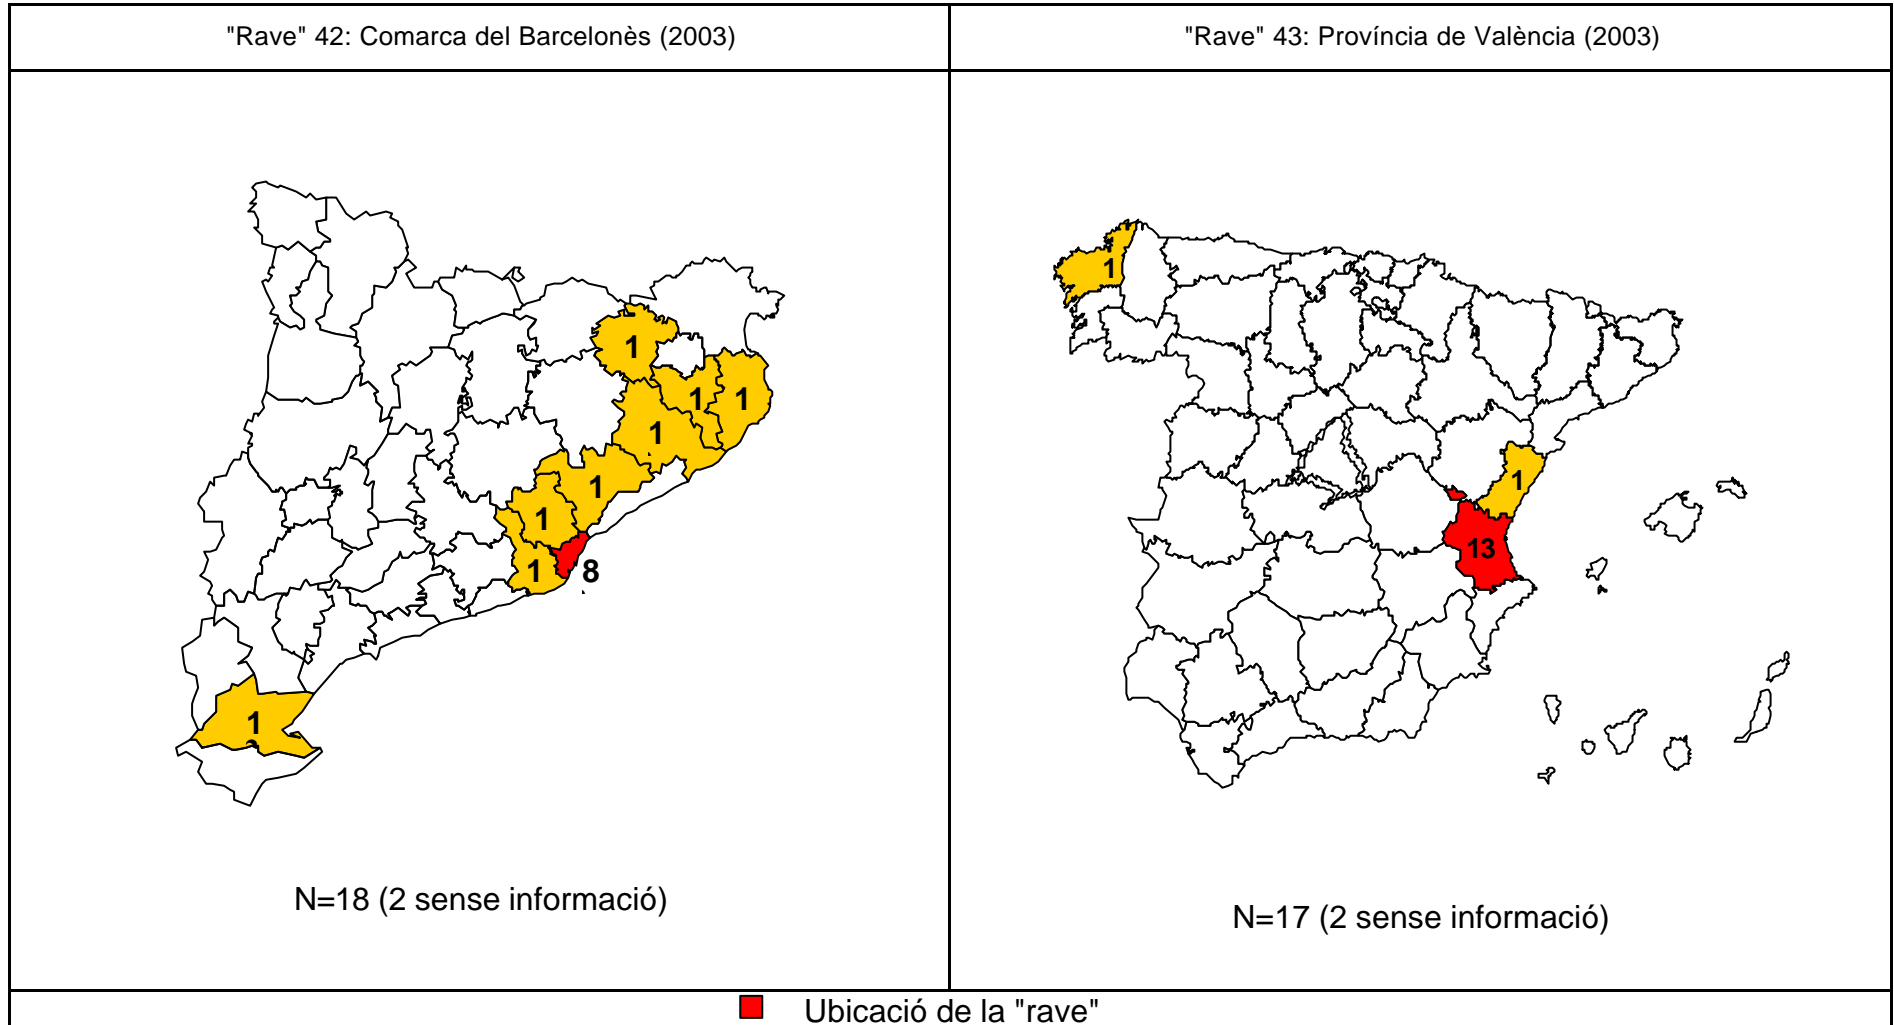 "Rave" 42: Comarca del Barcelonès (2003)
"Rave" 43: Província de València (2003)
1
1
1
1
1
1
1
8
1
N=18 (2 sense informació)
1
1
13
N=17 (2 sense informació)
Ubicació de la "rave"